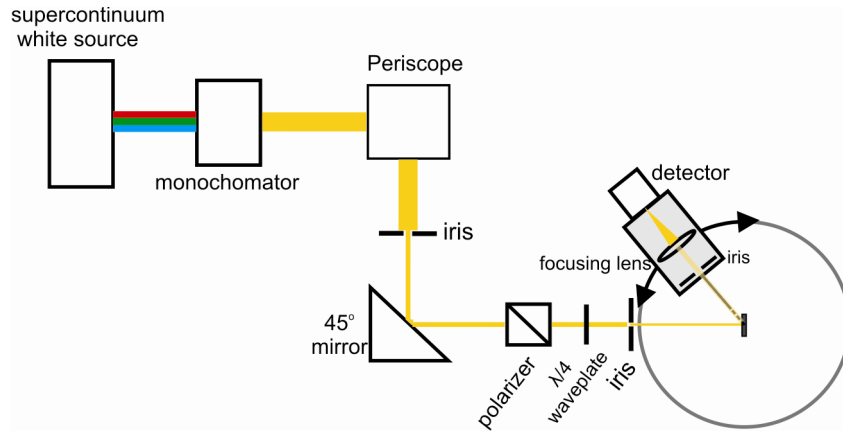 supercontinuum
white source
monochomator
Periscope
iris
45°
mirror
polarizer
λ/4
waveplate
iris
detector
focusing lens
iris